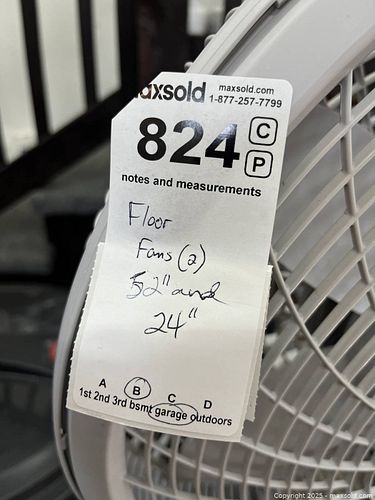 maxsold maxsold.com
1-877-257-7799
824 C
P
notes and measurements
Floor
Fans (2)
52" and
24"
A B C D
1st 2nd 3rd bsmt garage outdoors
Copyright 2025 - maxsold.com